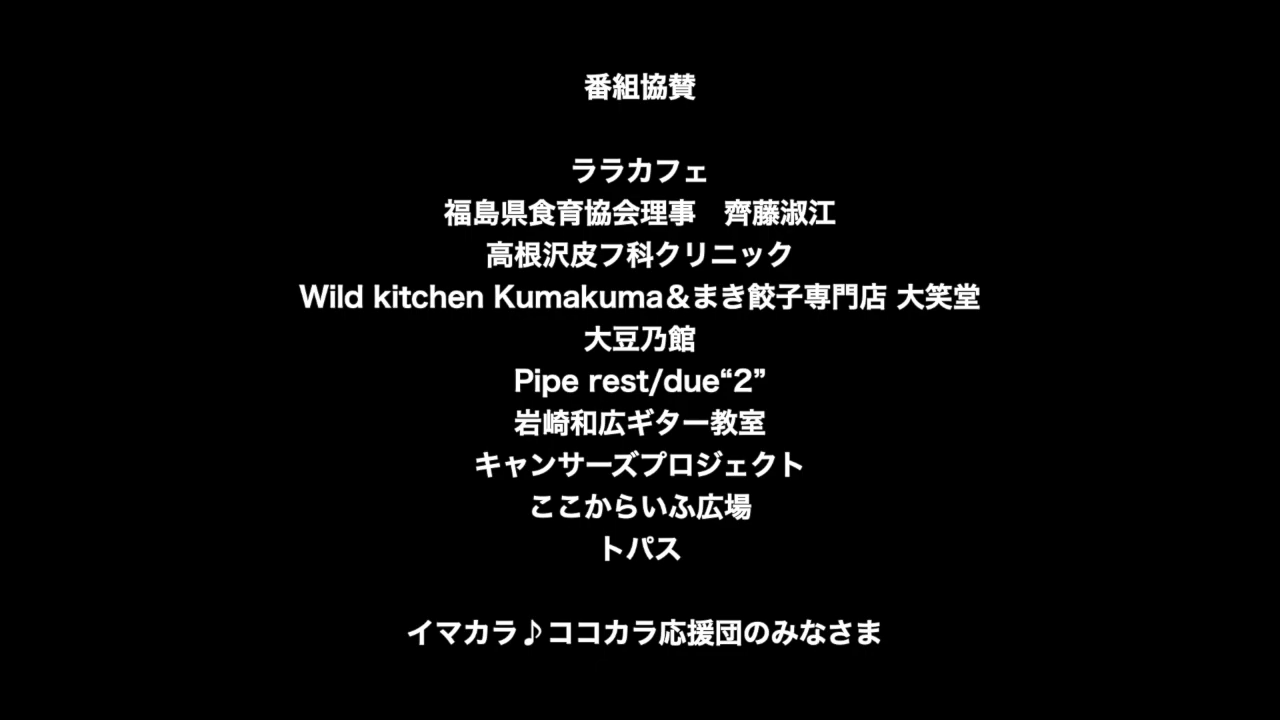 番組協賛
ララカフェ
福島県食育協会理事　齊藤淑江
高根沢皮フ科クリニック
Wild kitchen Kumakuma＆まき餃子専門店 大笑堂
大豆乃館
Pipe rest/due“2”
岩崎和広ギター教室
キャンサーズプロジェクト
ここからいふ広場
トパス
イマカラ♪ココカラ応援団のみなさま